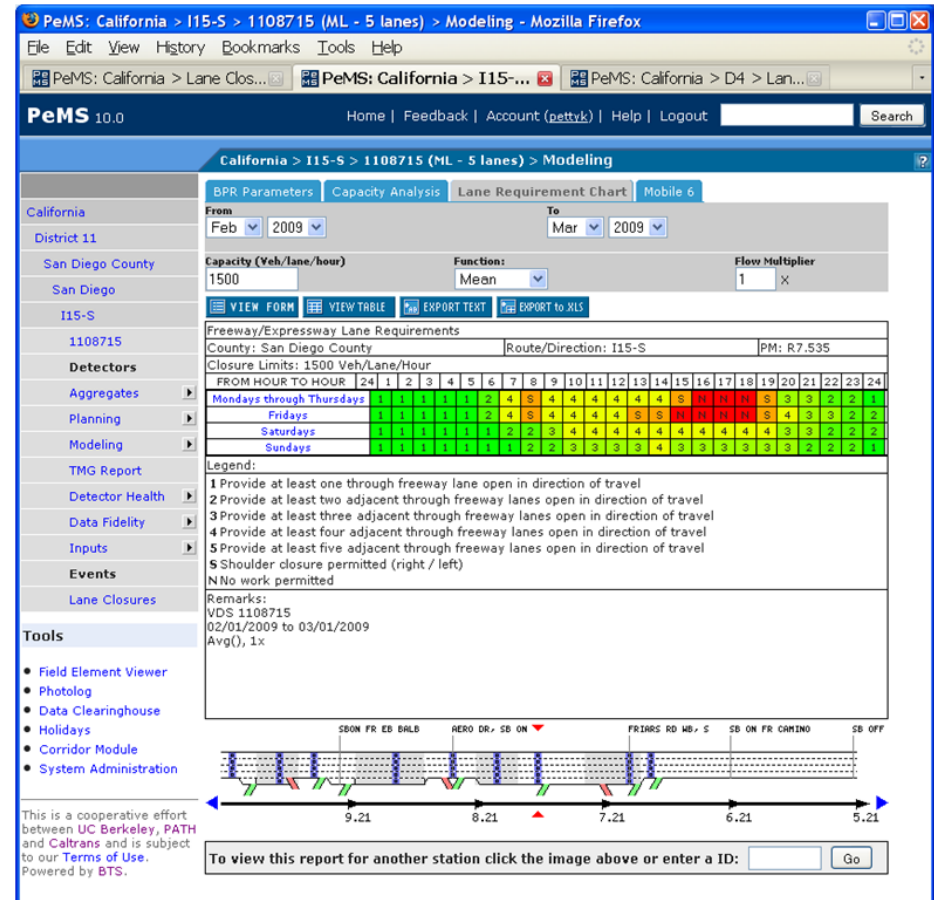 PeMS: California > I15-S > 1108715 (ML - 5 lanes) > Modeling - Mozilla Firefox
File Edit View History Bookmarks Tools Help
PeMS: California > Lane Clos... PeMS: California > I15-... PeMS: California > D4 > Lan...
PeMS 10.0 Home | Feedback | Account (pettyk) | Help | Logout Search
California > I15-S > 1108715 (ML - 5 lanes) > Modeling ?
BPR Parameters Capacity Analysis Lane Requirement Chart Mobile 6
From To
Feb 2009 Mar 2009
Capacity (Veh/lane/hour) Function: Flow Multiplier
1500 Mean 1 X
VIEW FORM VIEW TABLE EXPORT TEXT EXPORT to .XLS
California
District 11
San Diego County
San Diego
I15-S
1108715
Detectors
Aggregates
Planning
Modeling
TMG Report
Detector Health
Data Fidelity
Inputs
Events
Lane Closures
Tools
Field Element Viewer
Photolog
Data Clearinghouse
Holidays
Corridor Module
System Administration
This is a cooperative effort
between UC Berkeley, PATH
and Caltrans and is subject
to our Terms of Use.
Powered by BTS.
Freeway/Expressway Lane Requirements
County: San Diego County Route/Direction: I15-S PM: R7.535
Closure Limits: 1500 Veh/Lane/Hour
FROM HOUR TO HOUR 24 1 2 3 4 5 6 7 8 9 10 11 12 13 14 15 16 17 18 19 20 21 22 23 24
Mondays through Thursdays 1 1 1 1 1 2 4 S 4 4 4 4 4 4 S N N N S 3 3 2 2 1
Fridays 1 1 1 1 1 2 4 S 4 4 4 4 S S N N N N S 4 3 3 2 2
Saturdays 1 1 1 1 1 1 2 2 3 4 4 4 4 4 4 4 4 4 4 3 3 2 2 2
Sundays 1 1 1 1 1 1 1 2 2 3 3 3 3 4 3 3 3 3 3 3 2 2 2 1
Legend:
1 Provide at least one through freeway lane open in direction of travel
2 Provide at least two adjacent through freeway lanes open in direction of travel
3 Provide at least three adjacent through freeway lanes open in direction of travel
4 Provide at least four adjacent through freeway lanes open in direction of travel
5 Provide at least five adjacent through freeway lanes open in direction of travel
S Shoulder closure permitted (right / left)
N No work permitted
Remarks:
VDS 1108715
02/01/2009 to 03/01/2009
Avg(), 1x
SBON FR EB BALB AERO DR, SB ON FRIARS RD WB, S SB ON FR CAMINO SB OFF
9.21 8.21 7.21 6.21 5.21
To view this report for another station click the image above or enter a ID: Go